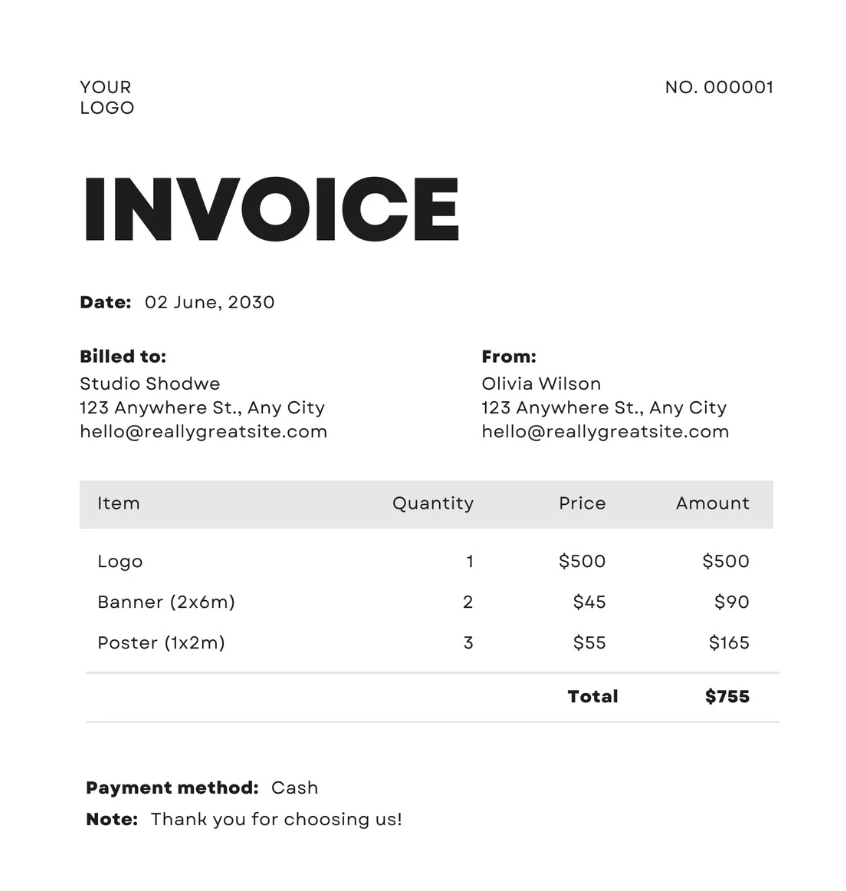 YOUR
LOGO
NO. 000001
INVOICE
Date: 02 June, 2030
Billed to:
Studio Shodwe
123 Anywhere St., Any City
hello@reallygreatsite.com
From:
Olivia Wilson
123 Anywhere St., Any City
hello@reallygreatsite.com
Item Quantity Price Amount
Logo 1 $500 $500
Banner (2x6m) 2 $45 $90
Poster (1x2m) 3 $55 $165
Total $755
Payment method: Cash
Note: Thank you for choosing us!